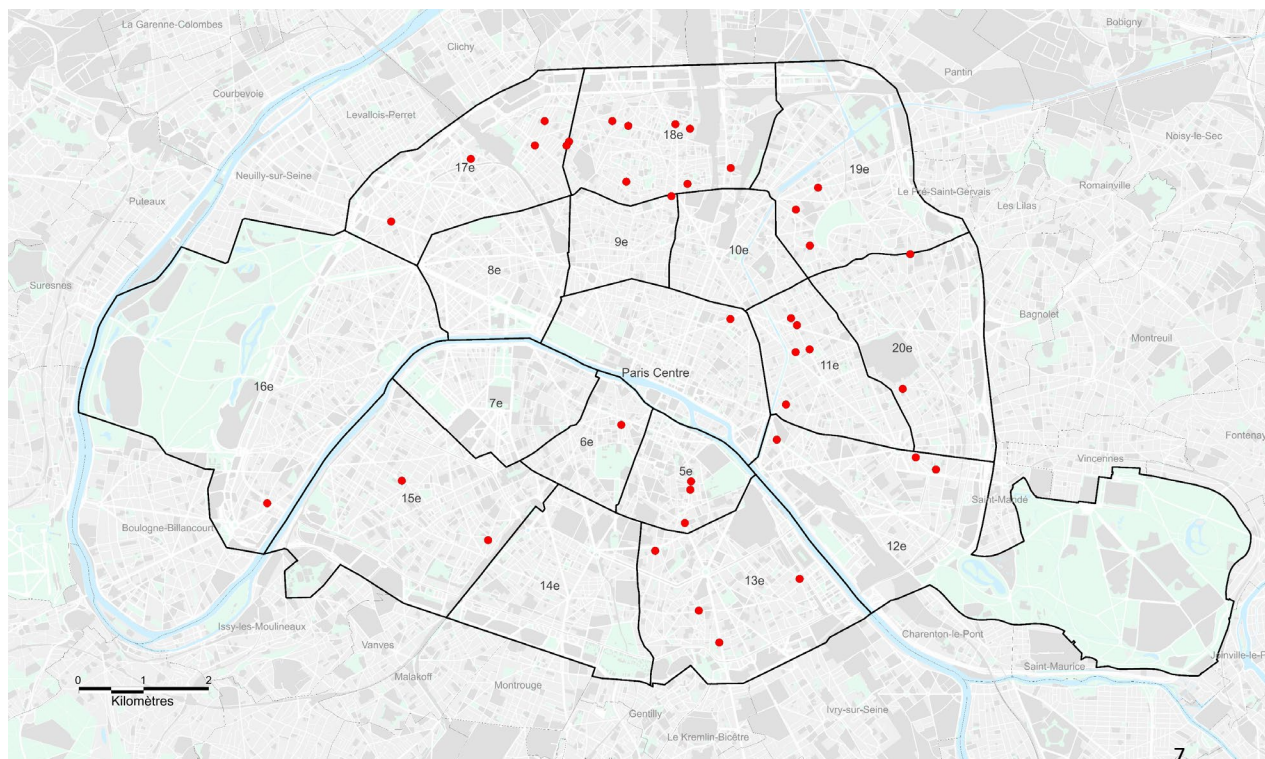 La Garenne-Colombes
Bobigny
Clichy
Pantin
Courbevoie
Levallois-Perret
18e
Noisy-le-Sec
17e
19e
Neuilly-sur-Seine
Romainville
Le Pré-Saint-Gervais
Puteaux
Les Lilas
9e
10e
8e
Suresnes
Bagnolet
Montreuil
20e
11e
Paris Centre
16e
7e
6e
Fontenay
Vincennes
5e
15e
Saint-Mandé
Boulogne-Billancourt
12e
13e
14e
Issy-les-Moulineaux
Charenton-le-Pont
Vanves
Joinville-le-P
Saint-Maurice
Malakoff
0 1 2
Montrouge
Kilomètres
Gentilly
Ivry-sur-Seine
Le Kremlin-Bicêtre
7